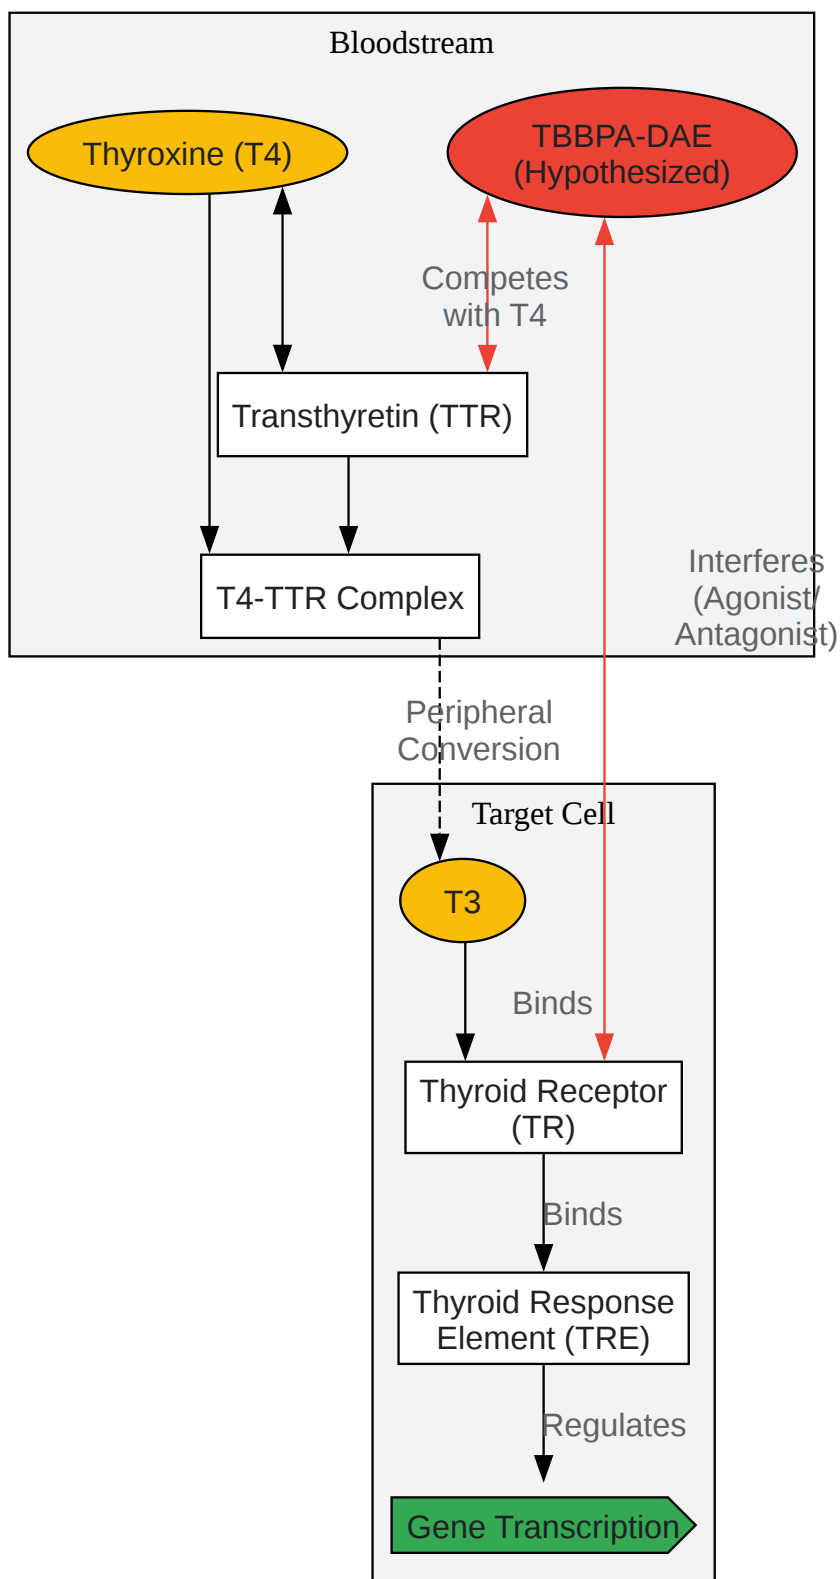 Bloodstream
Thyroxine (T4)
TBBPA-DAE
(Hypothesized)
Competes
with T4
Transthyretin (TTR)
T4-TTR Complex
Interferes
(Agonist/
Antagonist)
Peripheral
Conversion
Target Cell
T3
Binds
Thyroid Receptor
(TR)
Binds
Thyroid Response
Element (TRE)
Regulates
Gene Transcription